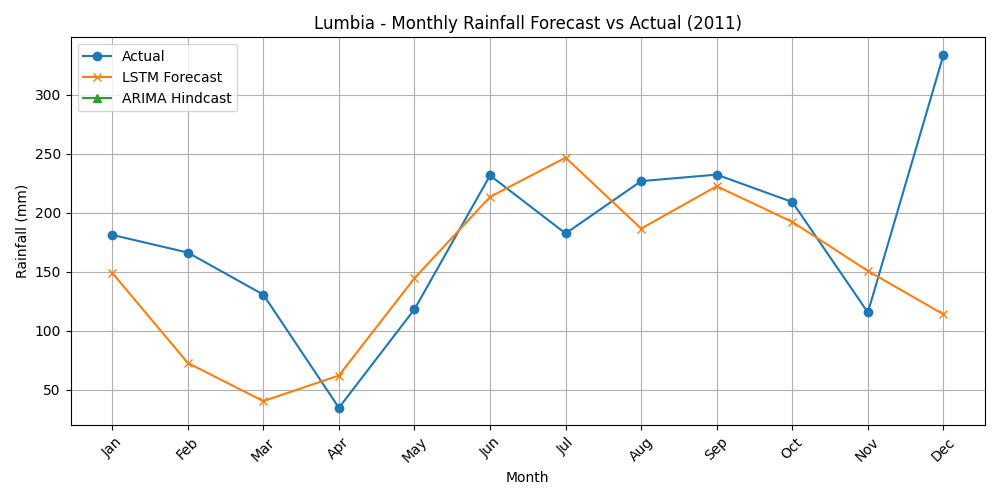 Lumbia - Monthly Rainfall Forecast vs Actual (2011)
Actual
LSTM Forecast
ARIMA Hindcast
Rainfall (mm)
300
250
200
150
100
50
Jan
Feb
Mar
Apr
May
Jun
Jul
Aug
Sep
Oct
Nov
Dec
Month